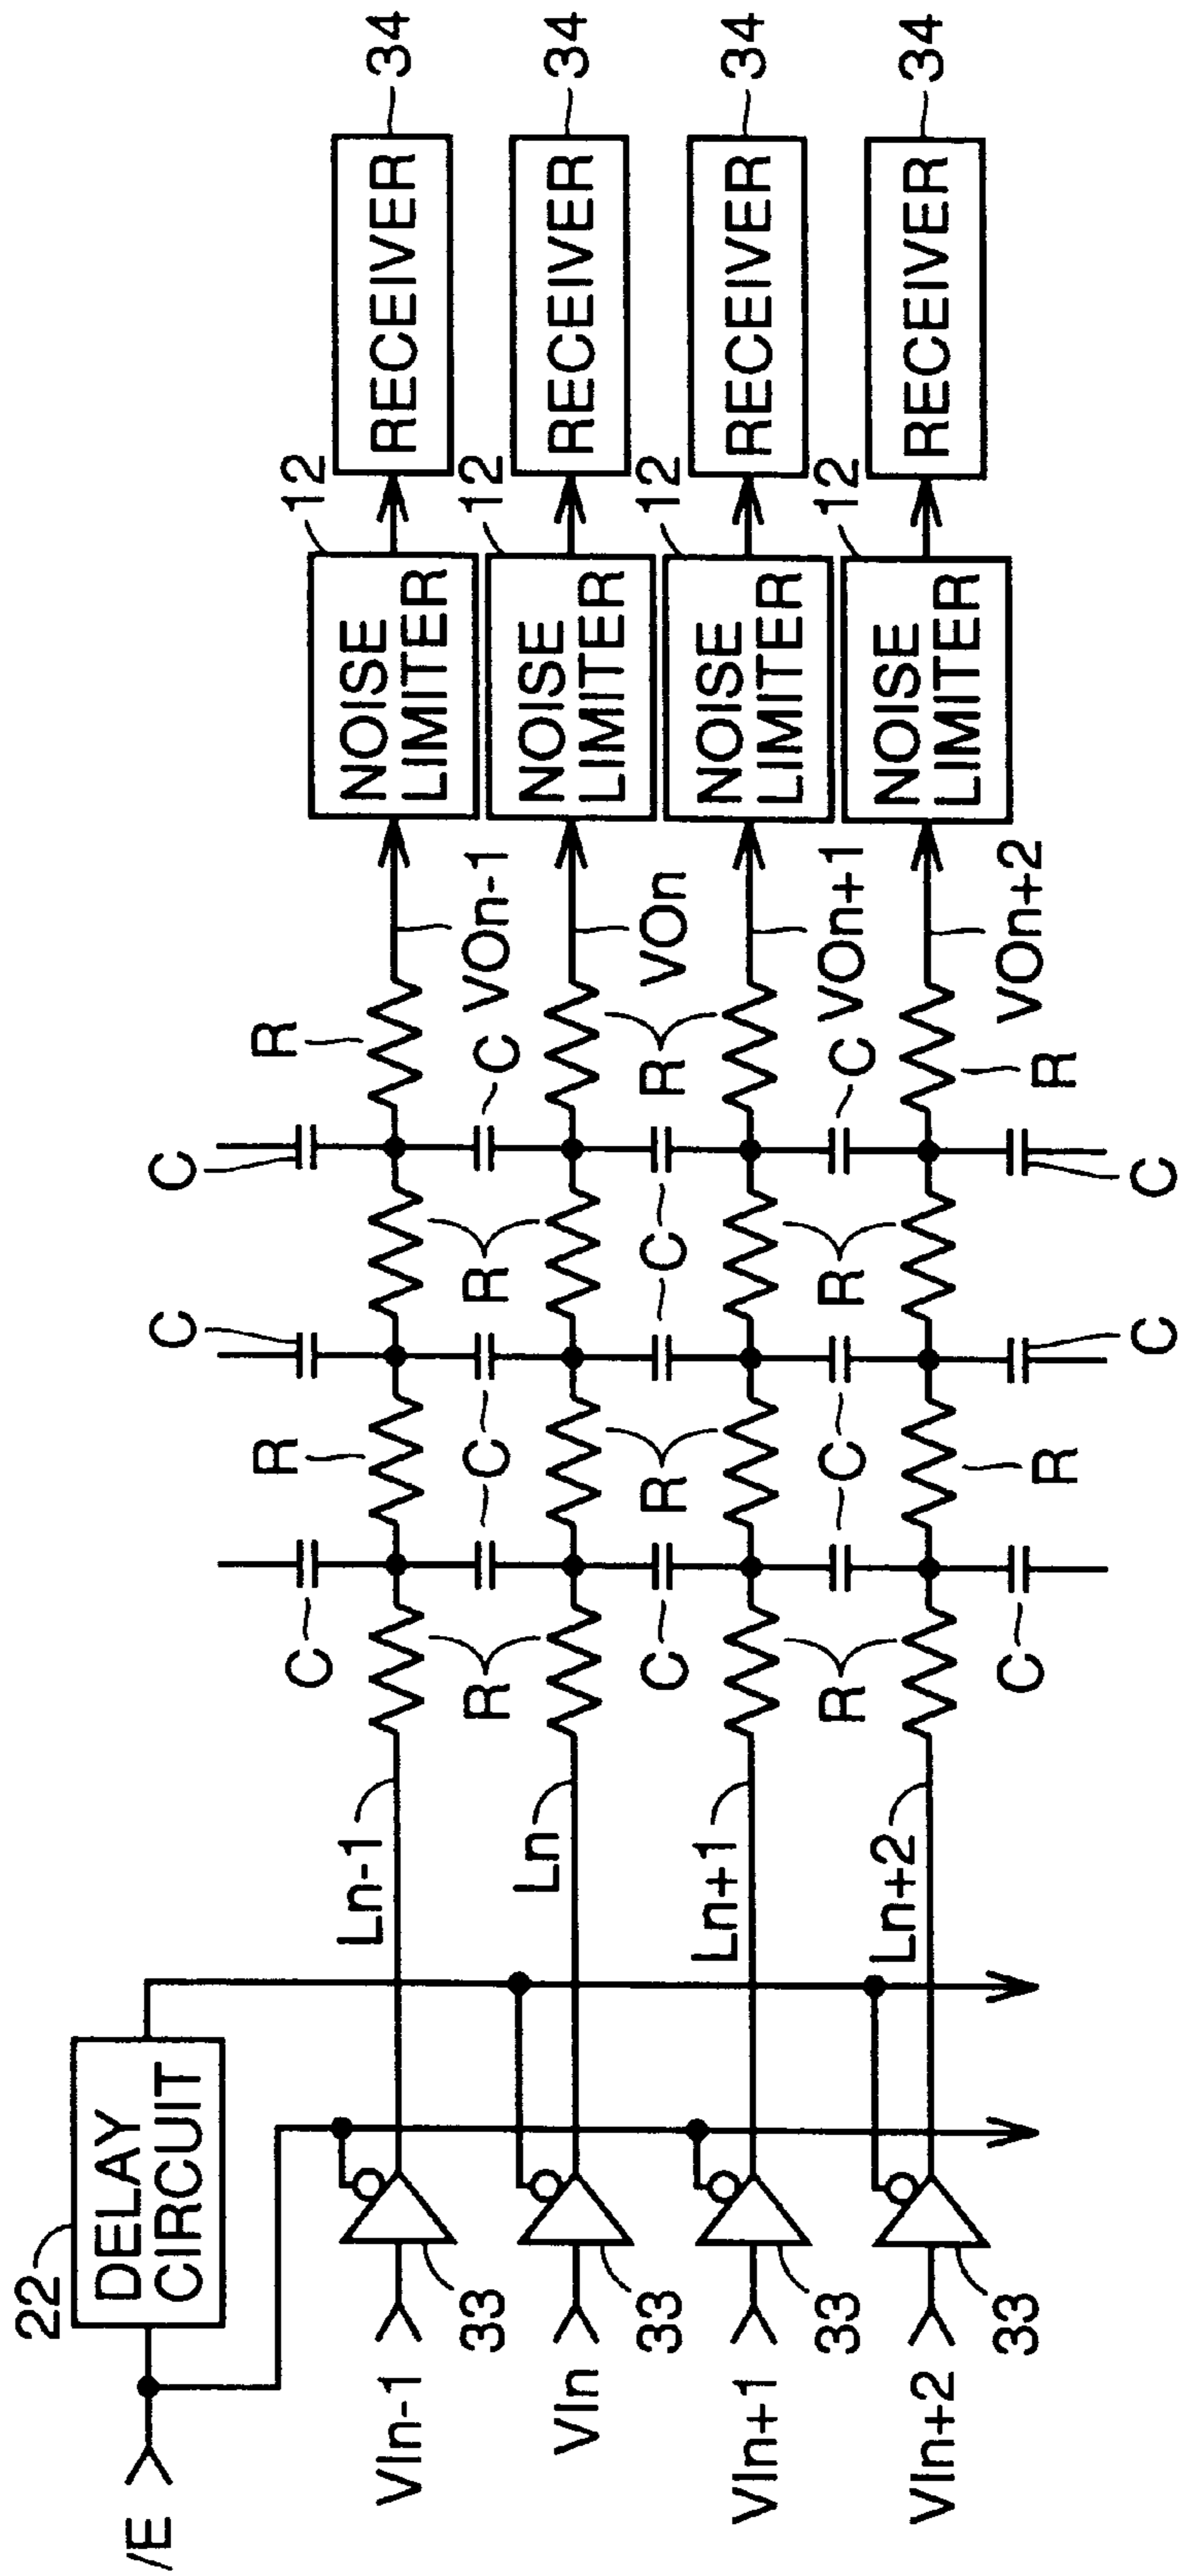 22
DELAY
CIRCUIT
/E
C C
C R R 12
VIn-1 Ln-1 NOISE LIMITER RECEIVER 34
33 R C R C VOn-1 12
VIn Ln NOISE LIMITER RECEIVER 34
33 C R C R VOn 12
VIn+1 Ln+1 NOISE LIMITER RECEIVER 34
33 R C R C VOn+1 12
VIn+2 Ln+2 NOISE LIMITER RECEIVER 34
33 C R R VOn+2
C C